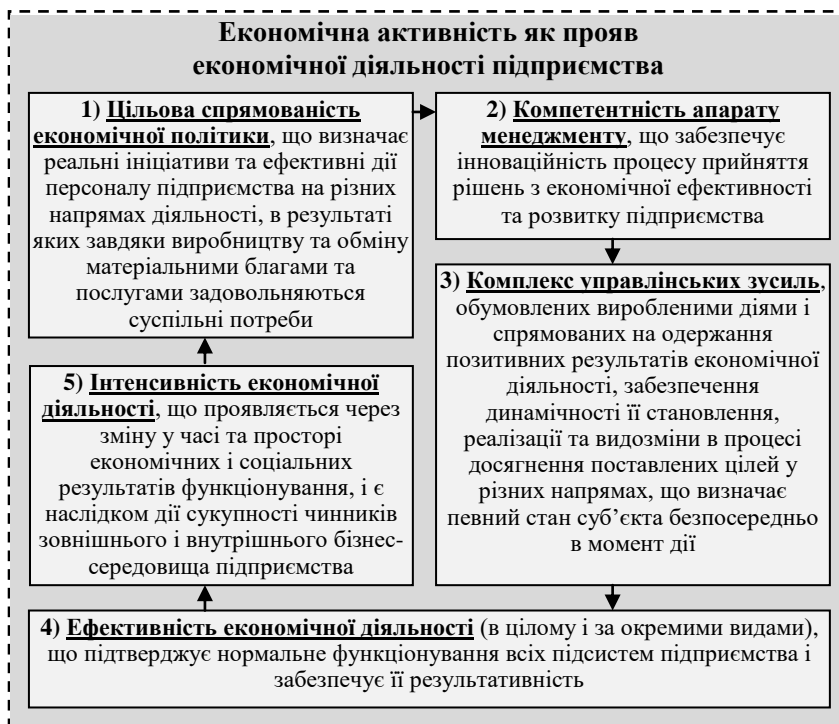 Економічна активність як прояв
економічної діяльності підприємства
1) Цільова спрямованість
економічної політики, що визначає
реальні ініціативи та ефективні дії
персоналу підприємства на різних
напрямах діяльності, в результаті
яких завдяки виробництву та обміну
матеріальними благами та
послугами задовольняються
суспільні потреби
2) Компетентність апарату
менеджменту, що забезпечує
інноваційність процесу прийняття
рішень з економічної ефективності
та розвитку підприємства
3) Комплекс управлінських зусиль,
обумовлених виробленими діями і
спрямованих на одержання
позитивних результатів економічної
діяльності, забезпечення
динамічності її становлення,
реалізації та видозміни в процесі
досягнення поставлених цілей у
різних напрямах, що визначає
певний стан суб’єкта безпосередньо
в момент дії
5) Інтенсивність економічної
діяльності, що проявляється через
зміну у часі та просторі
економічних і соціальних
результатів функціонування, і є
наслідком дії сукупності чинників
зовнішнього і внутрішнього бізнес-
середовища підприємства
4) Ефективність економічної діяльності (в цілому і за окремими видами),
що підтверджує нормальне функціонування всіх підсистем підприємства і
забезпечує її результативність